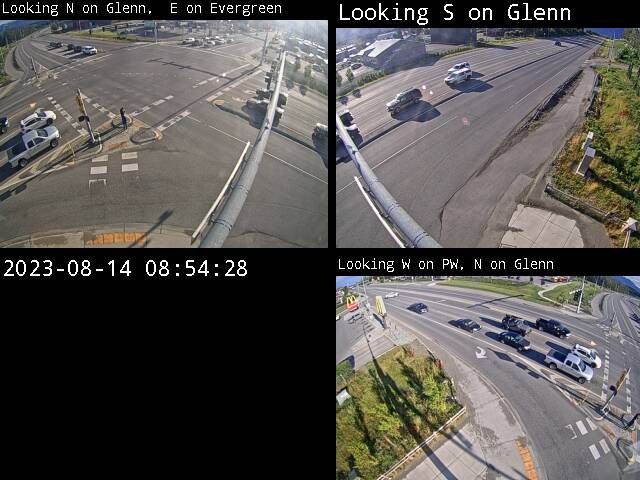 Looking N on Glenn,  E on Evergreen
Looking S on Glenn
2023-08-14 08:54:28
Looking W on PW, N on Glenn